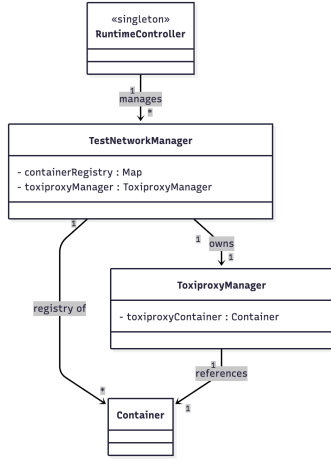 «singleton»
RuntimeController
1
manages
*
TestNetworkManager
- containerRegistry : Map
- toxiproxyManager : ToxiproxyManager
1
1
owns
1
ToxiproxyManager
- toxiproxyContainer : Container
registry of
1
references
*
1
Container